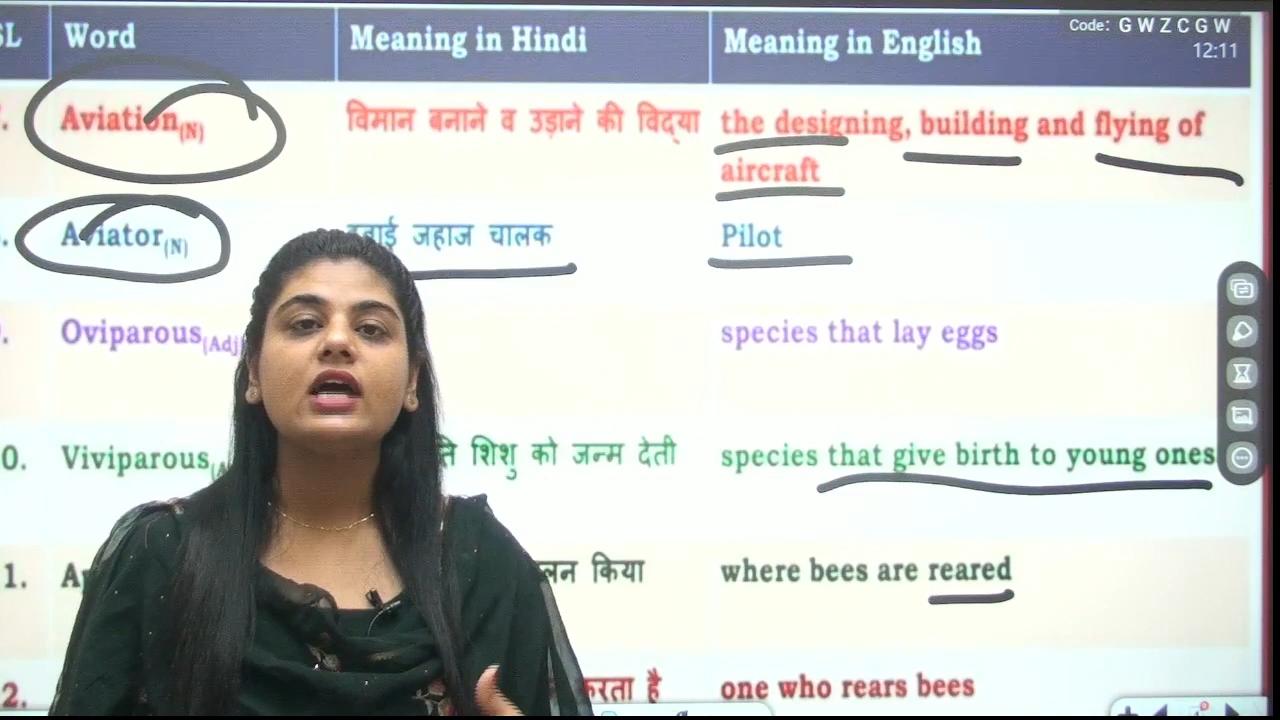 Code: GWZCGW
12:11
SL Word Meaning in Hindi Meaning in English
Aviation(N) विमान बनाने व उड़ाने की विद्या the designing, building and flying of
aircraft
Aviator(N) जहाज चालक Pilot
Oviparous(Adj) species that lay eggs
0. Viviparous शिशु को जन्म देती species that give birth to young ones
1. किया where bees are reared
2. करता है one who rears bees